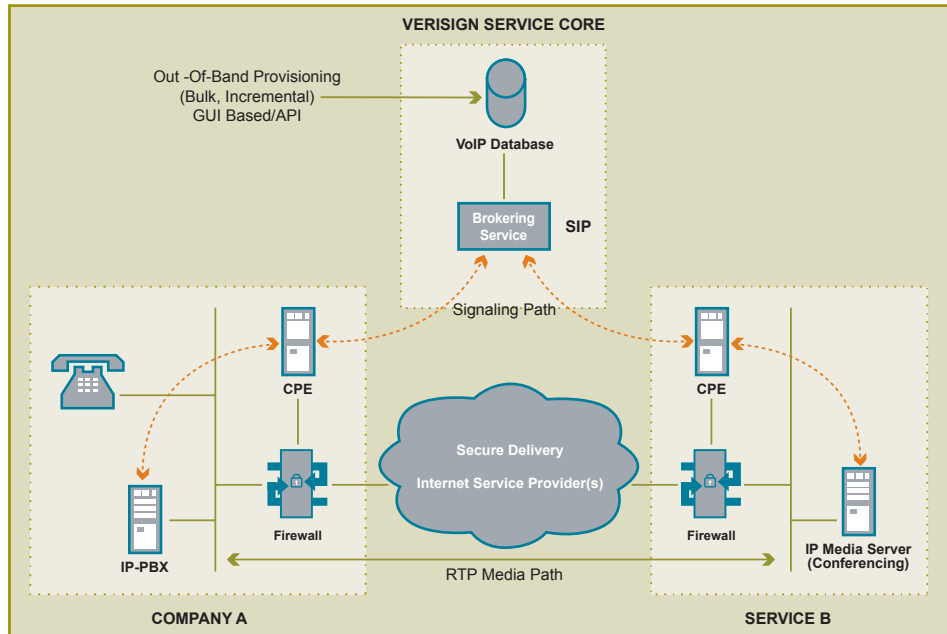 VERISIGN SERVICE CORE
Out -Of-Band Provisioning
(Bulk, Incremental)
GUI Based/API
VoIP Database
Brokering
Service
SIP
Signaling Path
CPE
CPE
Secure Delivery
Internet Service Provider(s)
Firewall
Firewall
IP-PBX
IP Media Server
(Conferencing)
RTP Media Path
COMPANY A
SERVICE B